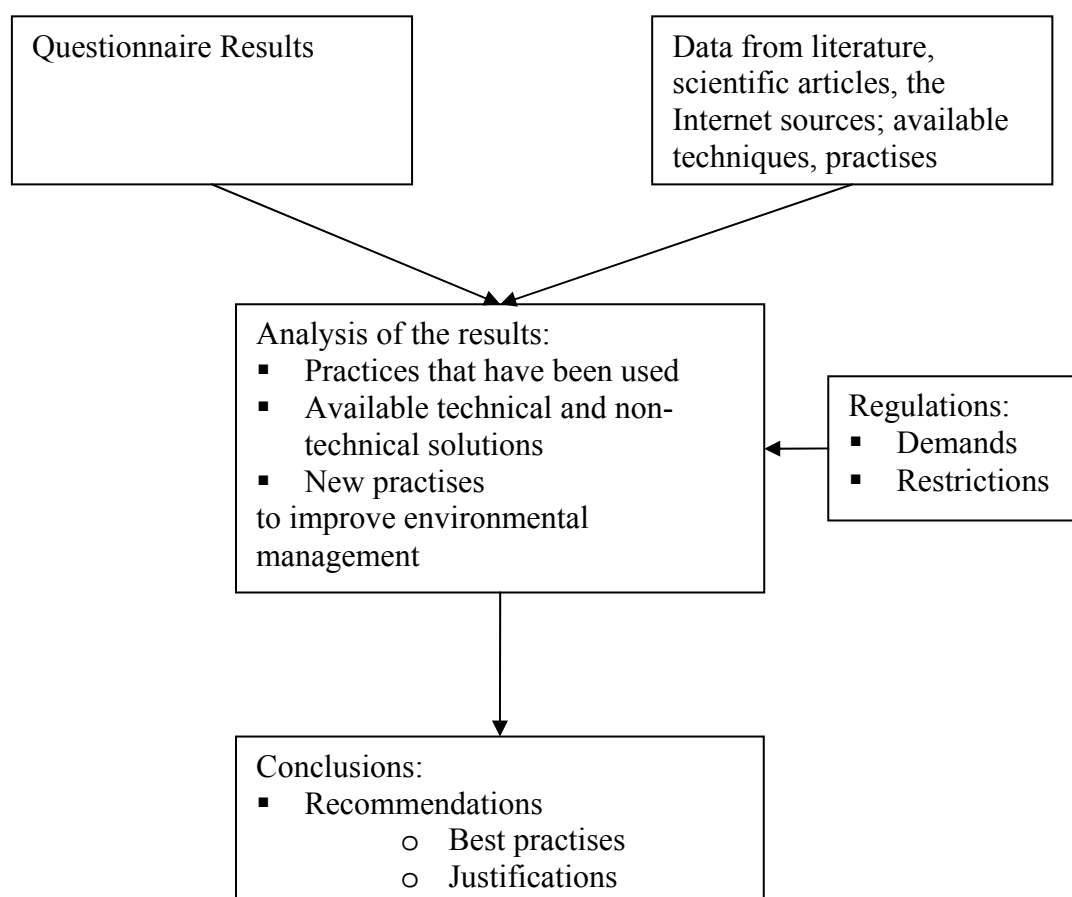 Questionnaire Results
Data from literature,
scientific articles, the
Internet sources; available
techniques, practises
Analysis of the results:
▪ Practices that have been used
▪ Available technical and non-
technical solutions
▪ New practises
to improve environmental
management
Regulations:
▪ Demands
▪ Restrictions
Conclusions:
▪ Recommendations
o Best practises
o Justifications